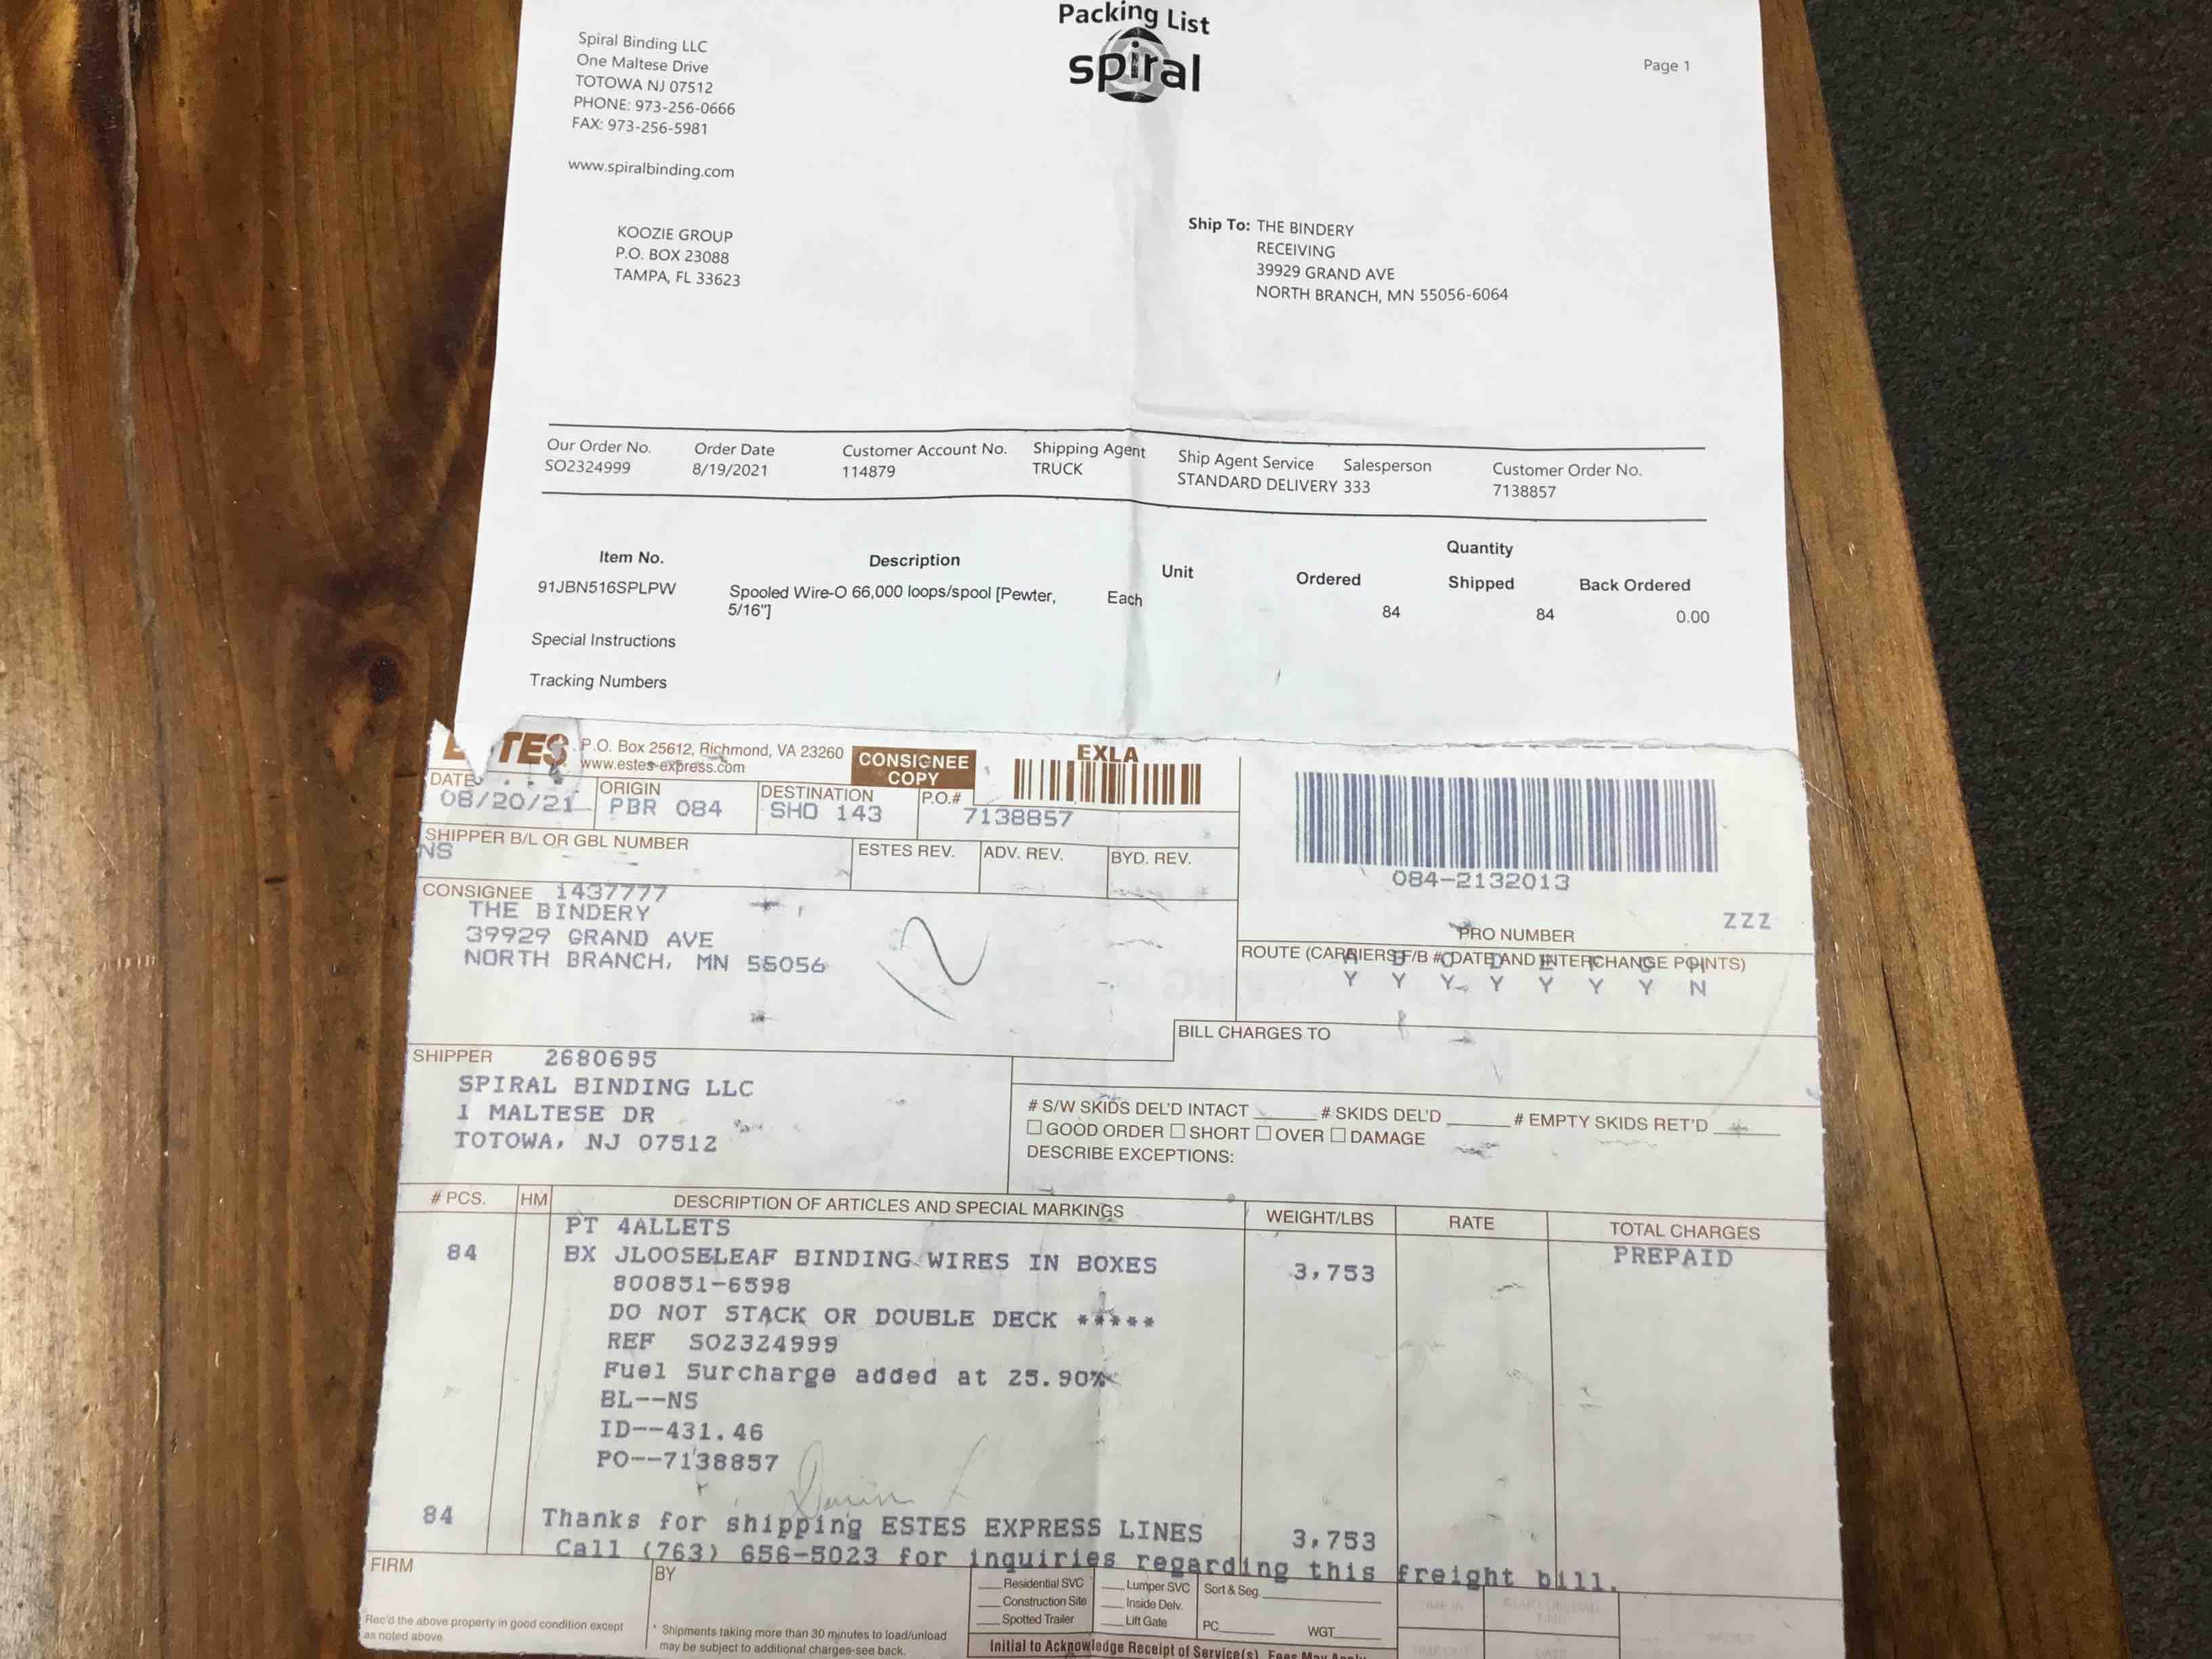 Packing List
spiral
Page 1
Spiral Binding LLC
One Maltese Drive
TOTOWA NJ 07512
PHONE: 973-256-0666
FAX: 973-256-5981
www.spiralbinding.com
KOOZIE GROUP
P.O. BOX 23088
TAMPA, FL 33623
Ship To: THE BINDERY
RECEIVING
39929 GRAND AVE
NORTH BRANCH, MN 55056-6064
Our Order No. Order Date Customer Account No. Shipping Agent Ship Agent Service Salesperson Customer Order No.
SO2324999 8/19/2021 114879 TRUCK STANDARD DELIVERY 333 7138857
Quantity
Item No. Description Unit Ordered Shipped Back Ordered
91JBN516SPLPW Spooled Wire-O 66,000 loops/spool [Pewter, Each 84 84 0.00
5/16"]
Special Instructions
Tracking Numbers
ESTES P.O. Box 25612, Richmond, VA 23260
www.estes-express.com
CONSIGNEE
COPY
EXLA
DATE ORIGIN DESTINATION P.O.#
08/20/21 PBR 084 SHO 143 7138857
084-2132013
SHIPPER B/L OR GBL NUMBER ESTES REV. ADV. REV. BYD. REV.
NS
ZZZ
PRO NUMBER
CONSIGNEE 1437777
THE BINDERY
39929 GRAND AVE
NORTH BRANCH, MN 55056
ROUTE (CARRIERS F/B #, DATE AND INTERCHANGE POINTS)
A B C D E F G H
Y Y Y Y Y Y Y N
BILL CHARGES TO
SHIPPER 2680695
SPIRAL BINDING LLC
1 MALTESE DR
TOTOWA, NJ 07512
# S/W SKIDS DEL'D INTACT # SKIDS DEL'D # EMPTY SKIDS RET'D
GOOD ORDER SHORT OVER DAMAGE
DESCRIBE EXCEPTIONS:
# PCS. HM DESCRIPTION OF ARTICLES AND SPECIAL MARKINGS WEIGHT/LBS RATE TOTAL CHARGES
PT 4ALLETS PREPAID
84 BX JLOOSELEAF BINDING WIRES IN BOXES 3,753
800851-6598
DO NOT STACK OR DOUBLE DECK *****
REF SO2324999
Fuel Surcharge added at 25.90%
BL--NS
ID--431.46
PO--7138857
84 Thanks for shipping ESTES EXPRESS LINES 3,753
Call (763) 656-5023 for inquiries regarding this freight bill.
FIRM BY
Rec'd the above property in good condition except
as noted above.
* Shipments taking more than 30 minutes to load/unload
may be subject to additional charges-see back.
Residential SVC Lumper SVC Sort & Seg.
Construction Site Inside Delv.
Spotted Trailer Lift Gate PC WGT
Initial to Acknowledge Receipt of Service(s). Fees May Apply